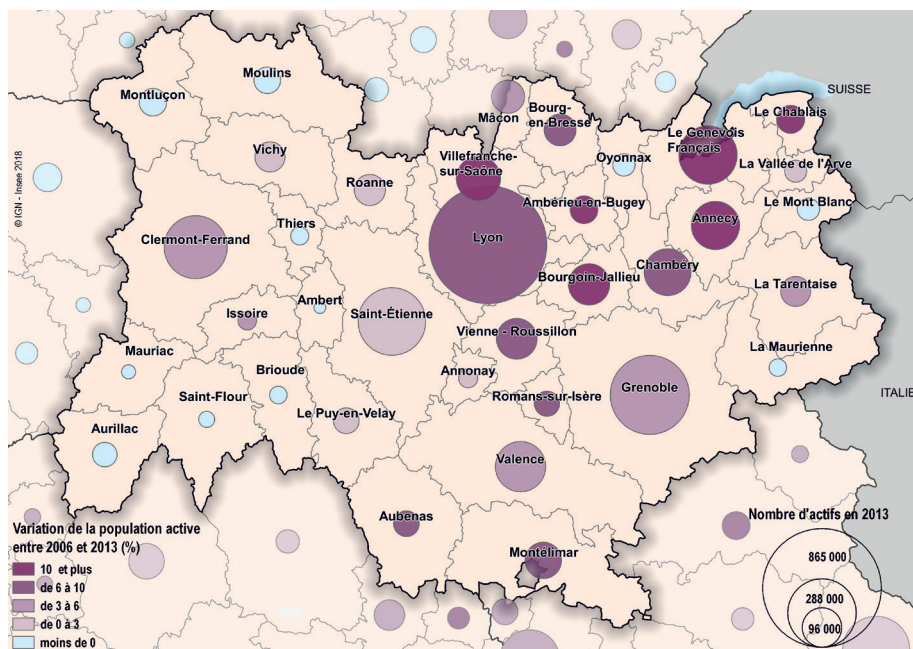 SUISSE
Moulins
Montluçon
Mâcon
Bourg-
en-Bresse
Le Chablais
Le Genevois
Français
Vichy
Villefranche-
sur-Saône
Oyonnax
La Vallée de l'Arve
Roanne
© IGN - Insee 2018
Ambérieu-en-Bugey
Le Mont Blanc
Thiers
Annecy
Clermont-Ferrand
Lyon
Chambéry
Bourgoin-Jallieu
La Tarentaise
Ambert
Issoire
Saint-Étienne
Vienne - Roussillon
Mauriac
La Maurienne
Brioude
Annonay
Saint-Flour
Grenoble
ITALIE
Romans-sur-Isère
Le Puy-en-Velay
Aurillac
Valence
Aubenas
Montélimar
Variation de la population active
entre 2006 et 2013 (%)
10 et plus
de 6 à 10
de 3 à 6
de 0 à 3
moins de 0
Nombre d'actifs en 2013
865 000
288 000
96 000